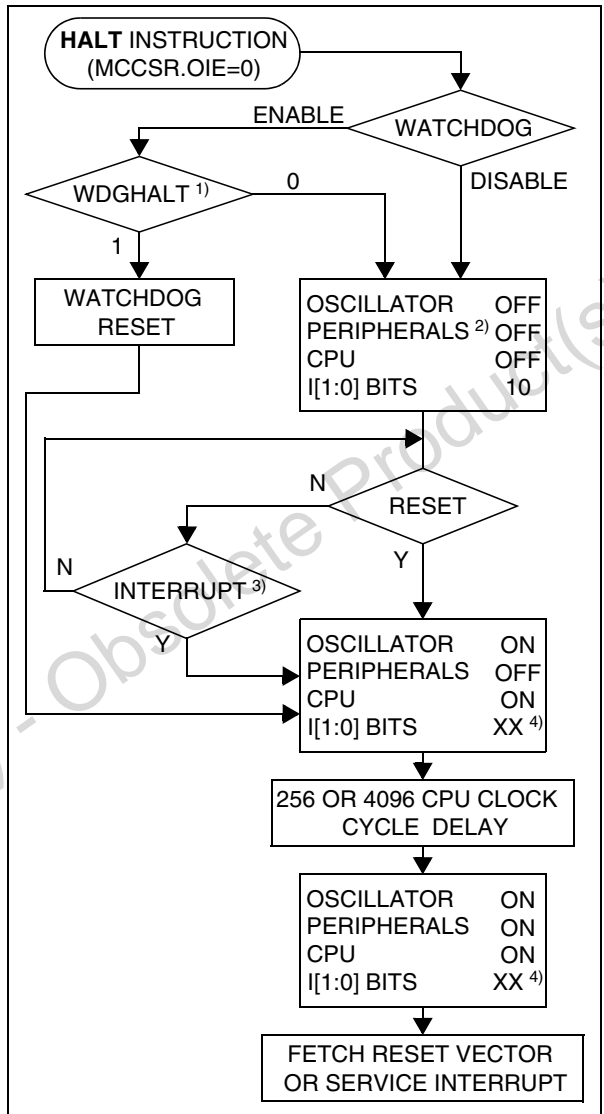 HALT INSTRUCTION
(MCCSR.OIE=0)
ENABLE
WATCHDOG
WDGHALT 1)
0
DISABLE
1
WATCHDOG
RESET
OSCILLATOR OFF
PERIPHERALS 2) OFF
CPU OFF
I[1:0] BITS 10
N
RESET
N
Y
INTERRUPT 3)
Y
OSCILLATOR ON
PERIPHERALS OFF
CPU ON
I[1:0] BITS XX 4)
256 OR 4096 CPU CLOCK
CYCLE DELAY
OSCILLATOR ON
PERIPHERALS ON
CPU ON
I[1:0] BITS XX 4)
FETCH RESET VECTOR
OR SERVICE INTERRUPT
- Obsolete Product(s